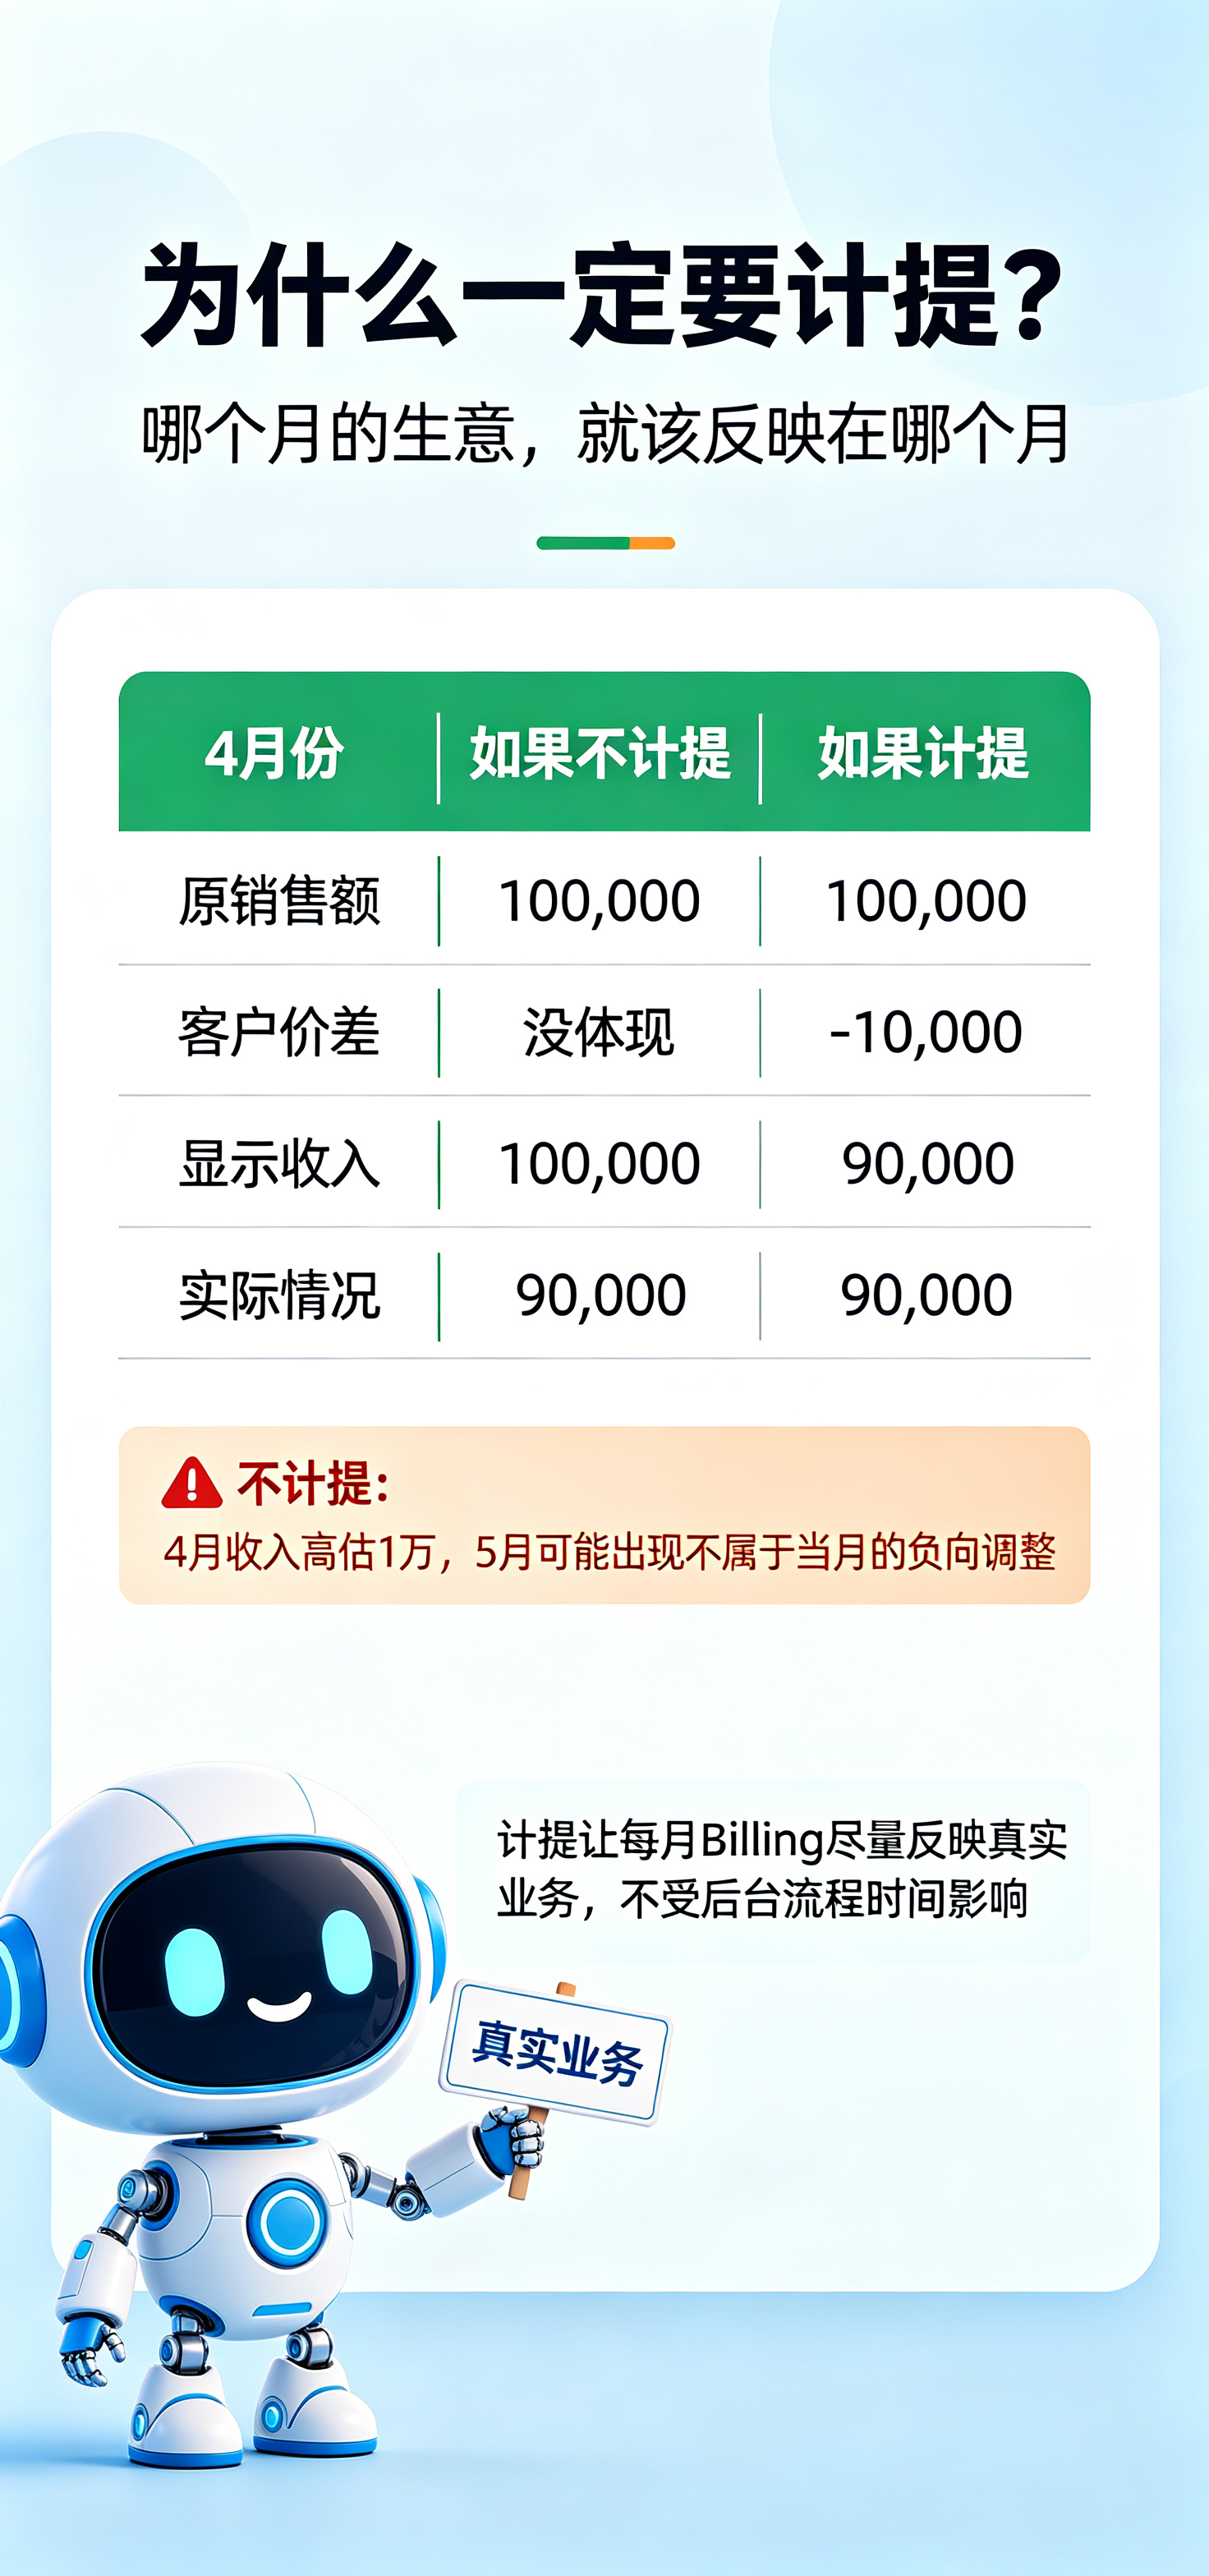 为什么一定要计提？
哪个月的生意，就该反映在哪个月
4月份 如果不计提 如果计提
原销售额 100,000 100,000
客户价差 没体现 -10,000
显示收入 100,000 90,000
实际情况 90,000 90,000
不计提：
4月收入高估1万，5月可能出现不属于当月的负向调整
计提让每月Billing尽量反映真实
业务，不受后台流程时间影响
真实业务